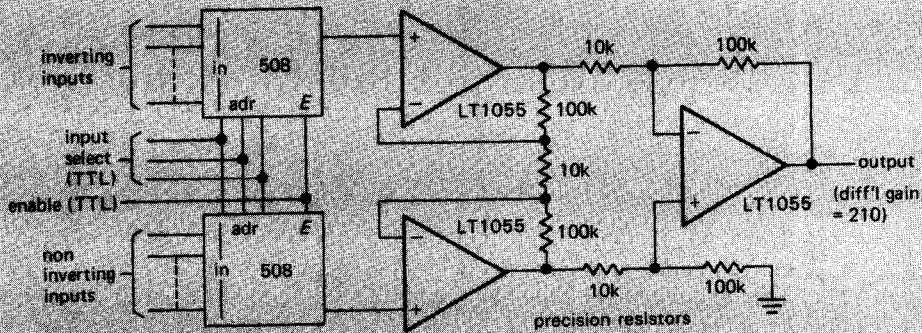 inverting
inputs
in
508
adr
E
input
select
(TTL)
enable (TTL)
adr
E
in
508
non
inverting
inputs
+
−
LT1055
100k
10k
100k
LT1055
−
+
10k
100k
−
+
LT1055
output
(diff'l gain
= 210)
10k
100k
precision resistors